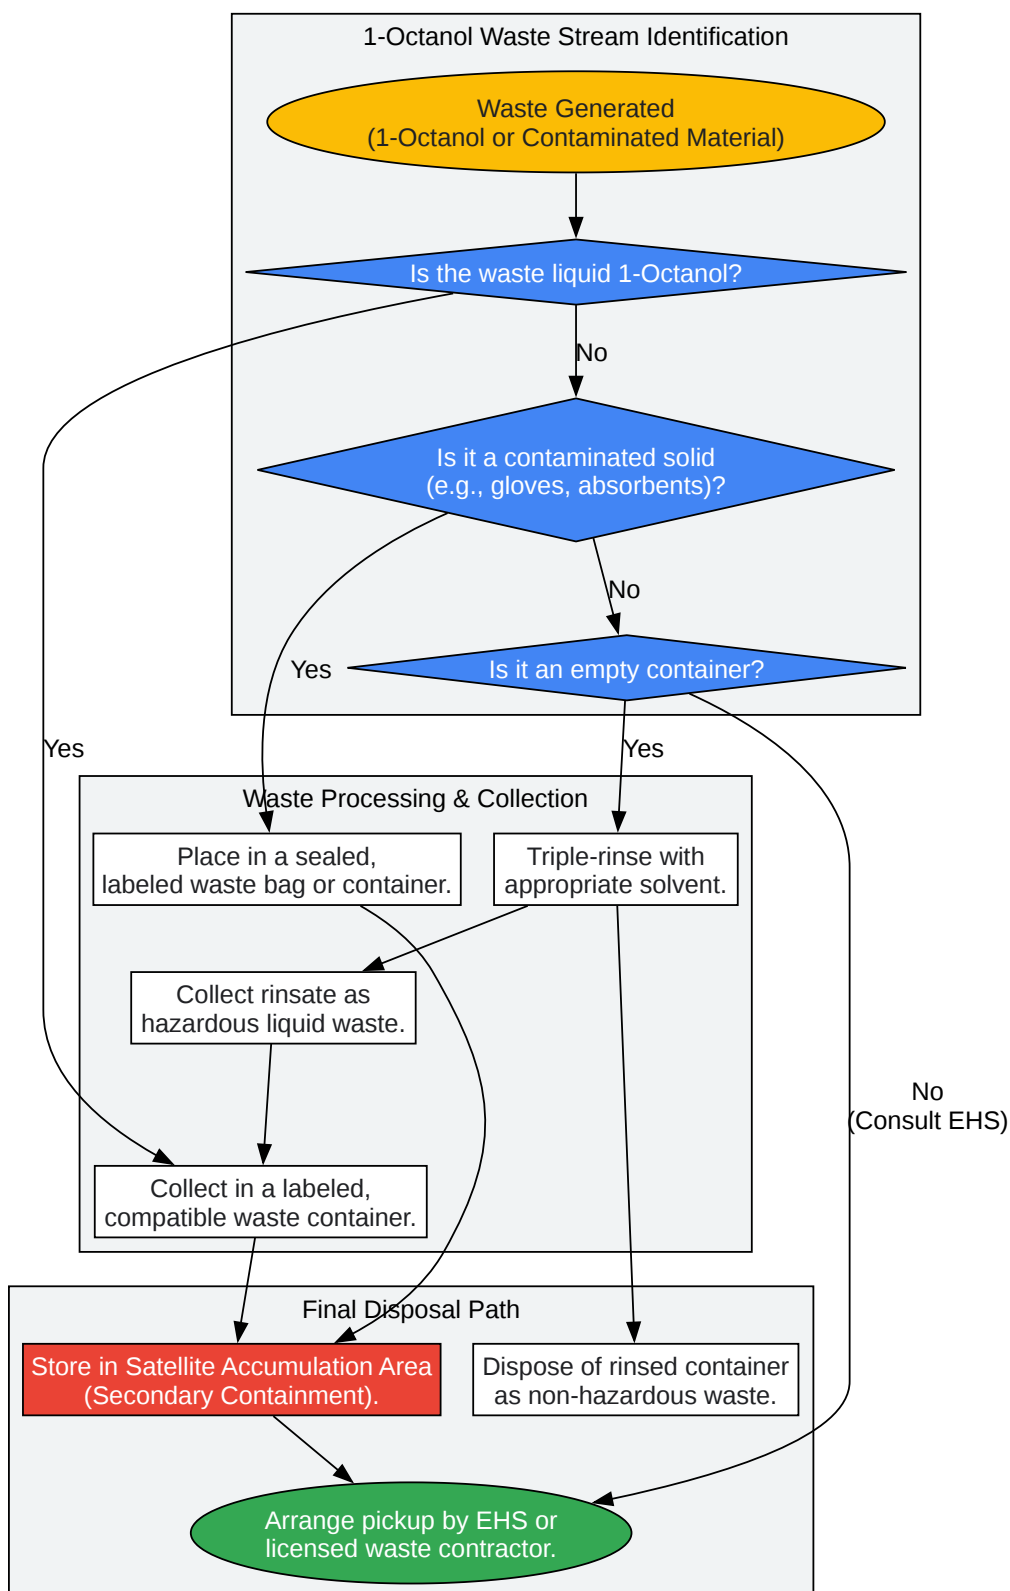 1-Octanol Waste Stream Identification
Waste Generated
(1-Octanol or Contaminated Material)
Is the waste liquid 1-Octanol?
No
Is it a contaminated solid
(e.g., gloves, absorbents)?
No
Yes
Is it an empty container?
Yes
Yes
Waste Processing & Collection
Place in a sealed,
labeled waste bag or container.
Triple-rinse with
appropriate solvent.
Collect rinsate as
hazardous liquid waste.
No
(Consult EHS)
Collect in a labeled,
compatible waste container.
Final Disposal Path
Store in Satellite Accumulation Area
(Secondary Containment).
Dispose of rinsed container
as non-hazardous waste.
Arrange pickup by EHS or
licensed waste contractor.